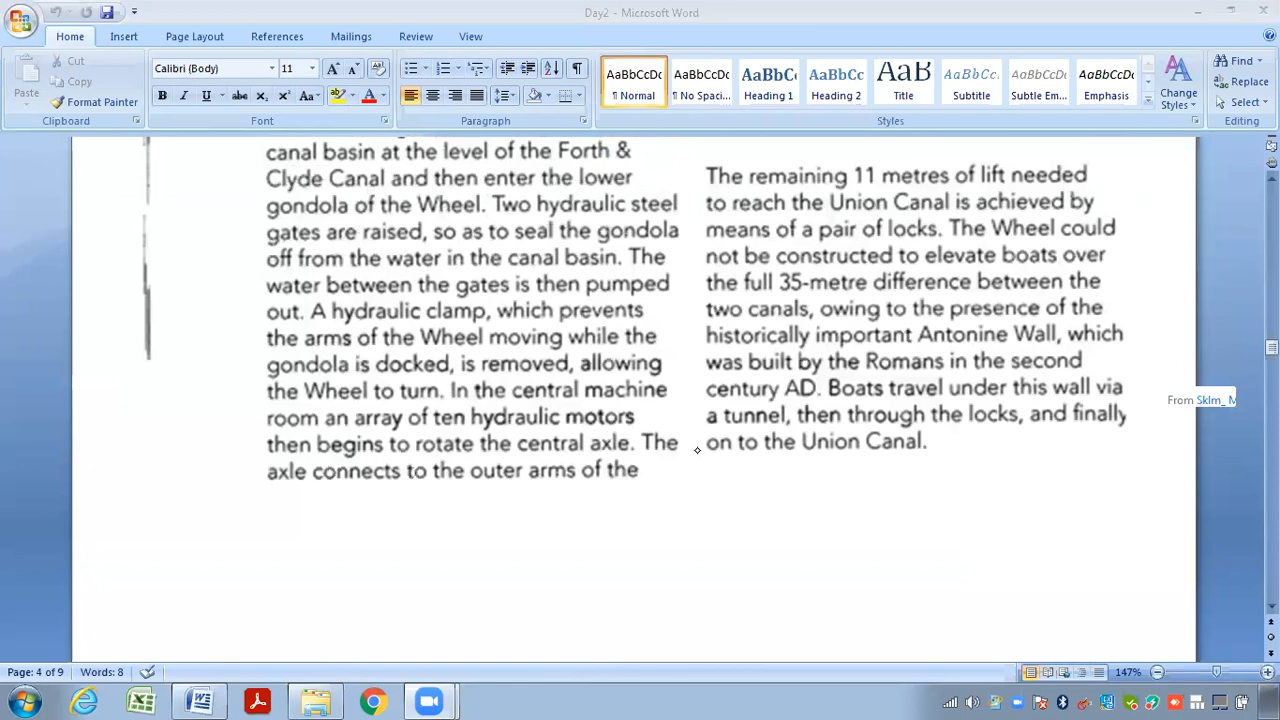 Day2 - Microsoft Word
Home Insert Page Layout References Mailings Review View
Paste
Cut
Copy
Format Painter
Clipboard
Calibri (Body) 11
B I U abc X₂ X² Aa
Font
Paragraph
AaBbCcDc AaBbCcDc AaBbC AaBbCc AaB AaBbCc. AaBbCcDc AaBbCcDc
¶ Normal ¶ No Spaci... Heading 1 Heading 2 Title Subtitle Subtle Em... Emphasis
Change Styles
Styles
Find
Replace
Select
Editing
canal basin at the level of the Forth &
Clyde Canal and then enter the lower
gondola of the Wheel. Two hydraulic steel
gates are raised, so as to seal the gondola
off from the water in the canal basin. The
water between the gates is then pumped
out. A hydraulic clamp, which prevents
the arms of the Wheel moving while the
gondola is docked, is removed, allowing
the Wheel to turn. In the central machine
room an array of ten hydraulic motors
then begins to rotate the central axle. The
axle connects to the outer arms of the
The remaining 11 metres of lift needed
to reach the Union Canal is achieved by
means of a pair of locks. The Wheel could
not be constructed to elevate boats over
the full 35-metre difference between the
two canals, owing to the presence of the
historically important Antonine Wall, which
was built by the Romans in the second
century AD. Boats travel under this wall via
a tunnel, then through the locks, and finally
on to the Union Canal.
From Sklm_ M
Page: 4 of 9 Words: 8
147%